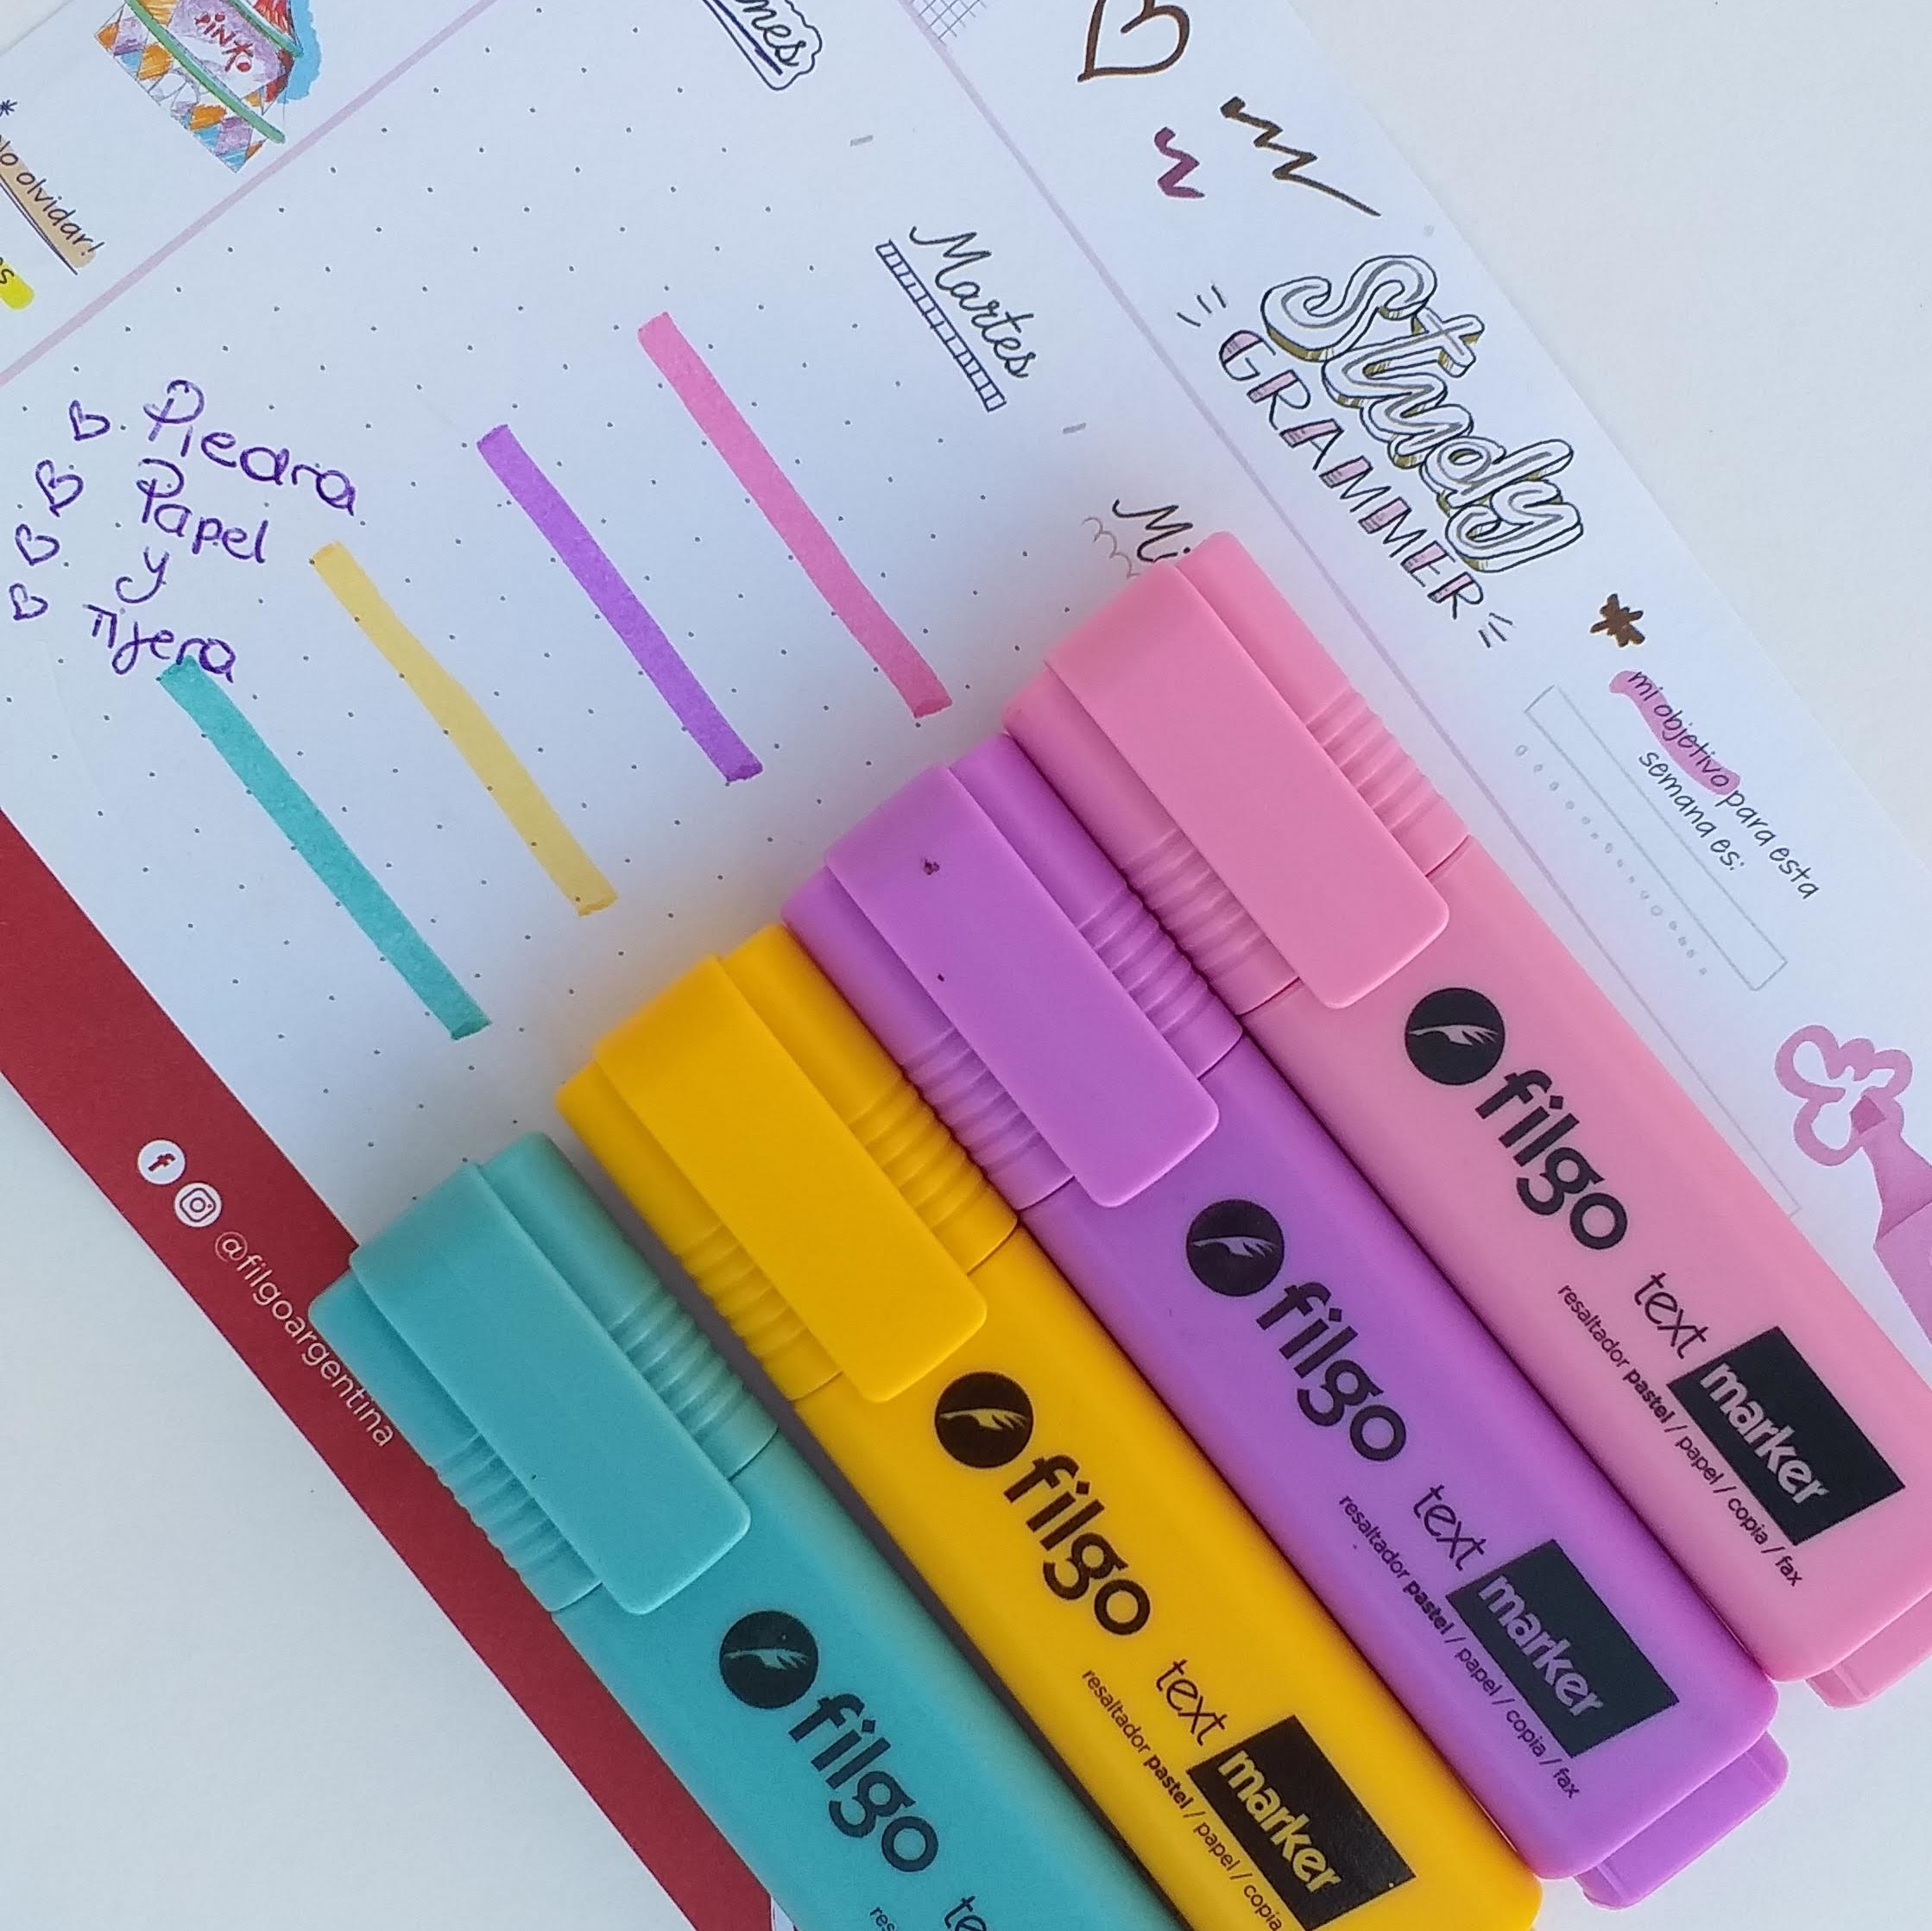 No olvidar!
Martes
Study
GRAMMER
Piedra
Papel
y
Tijera
mi objetivo para esta
semana es:
@filgoargentina
filgo
text marker
resaltador pastel / papel / copia / fax
filgo
text marker
resaltador pastel / papel / copia / fax
filgo
text marker
resaltador pastel / papel / copia
filgo